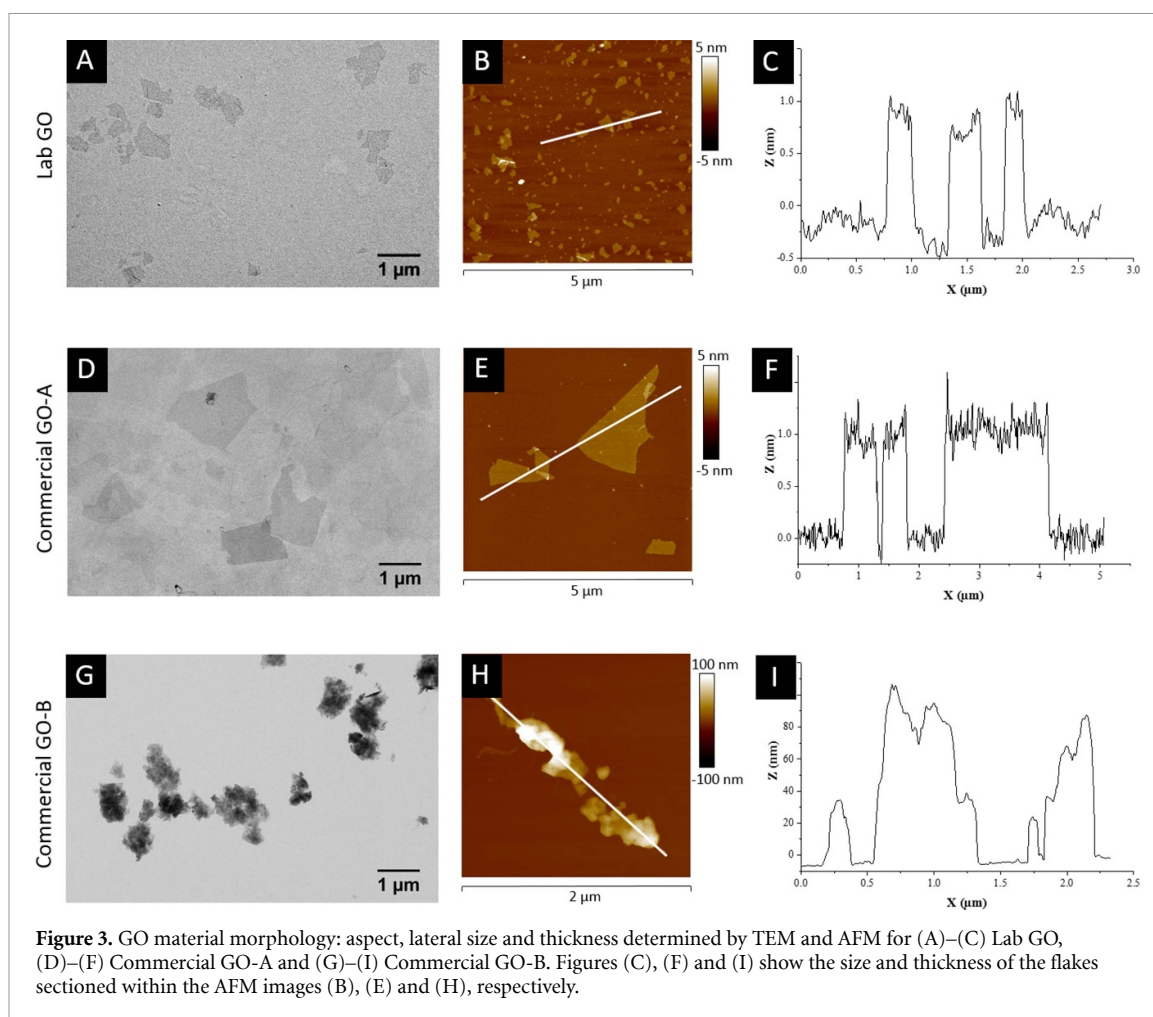 Lab GO
A
1 µm
B
5 µm
5 nm
-5 nm
C
Z (nm)
1.0
0.5
0.0
-0.5
0.0
0.5
1.0
1.5
2.0
2.5
3.0
X (µm)
Commercial GO-A
D
1 µm
E
5 µm
5 nm
-5 nm
F
Z (nm)
1.0
0.5
0.0
0
1
2
3
4
5
X (µm)
Commercial GO-B
G
1 µm
H
2 µm
100 nm
-100 nm
I
Z (nm)
80
60
40
20
0
0.0
0.5
1.0
1.5
2.0
X (µm)
Figure 3. GO material morphology: aspect, lateral size and thickness determined by TEM and AFM for (A)–(C) Lab GO,
(D)–(F) Commercial GO-A and (G)–(I) Commercial GO-B. Figures (C), (F) and (I) show the size and thickness of the flakes
sectioned within the AFM images (B), (E) and (H), respectively.